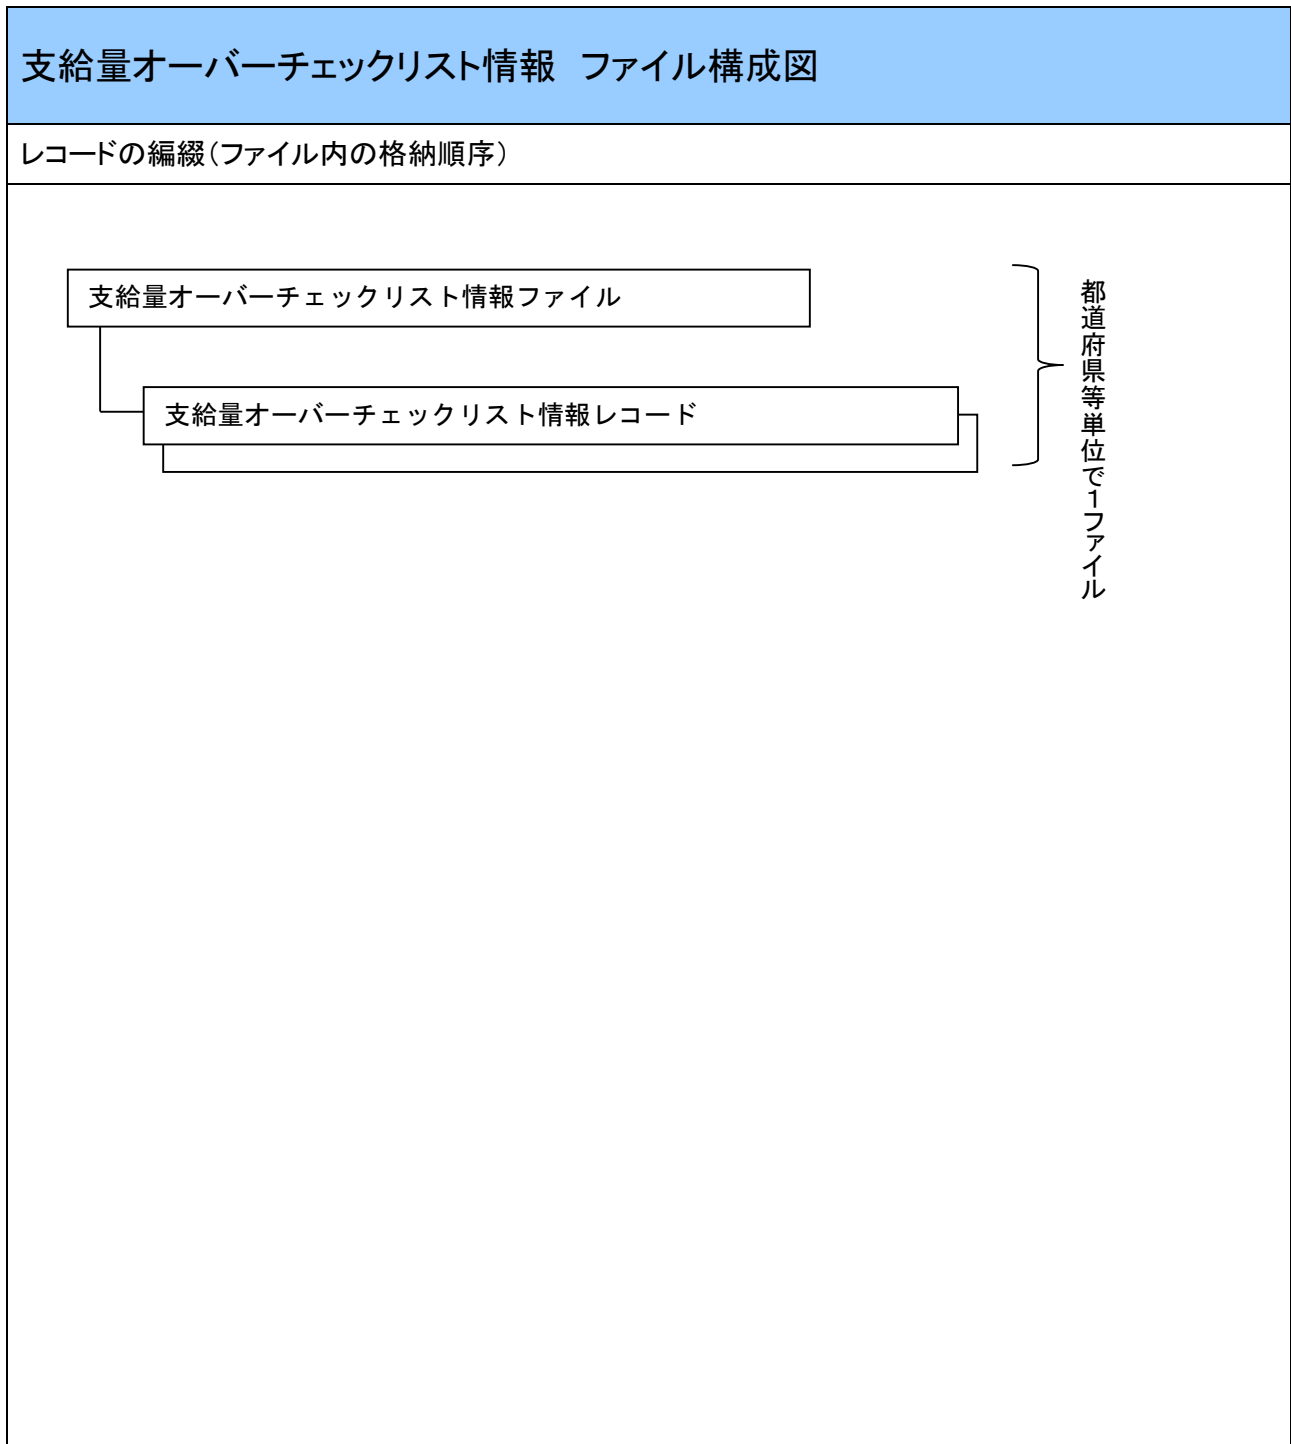 支給量オーバーチェックリスト情報　ファイル構成図
レコードの編綴（ファイル内の格納順序）
支給量オーバーチェックリスト情報ファイル
支給量オーバーチェックリスト情報レコード
都道府県等単位で1ファイル